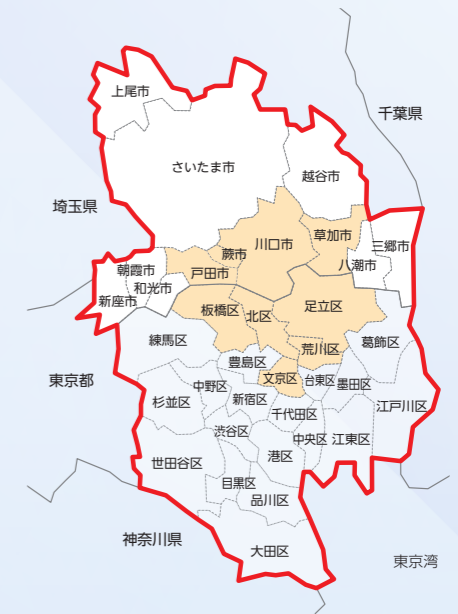 上尾市
千葉県
さいたま市
越谷市
埼玉県
川口市
草加市
蕨市
三郷市
戸田市
八潮市
朝霞市
和光市
新座市
板橋区
北区
足立区
練馬区
荒川区
葛飾区
豊島区
東京都
文京区
台東区
墨田区
中野区
杉並区
新宿区
江戸川区
千代田区
渋谷区
中央区
江東区
世田谷区
港区
目黒区
品川区
神奈川県
大田区
東京湾